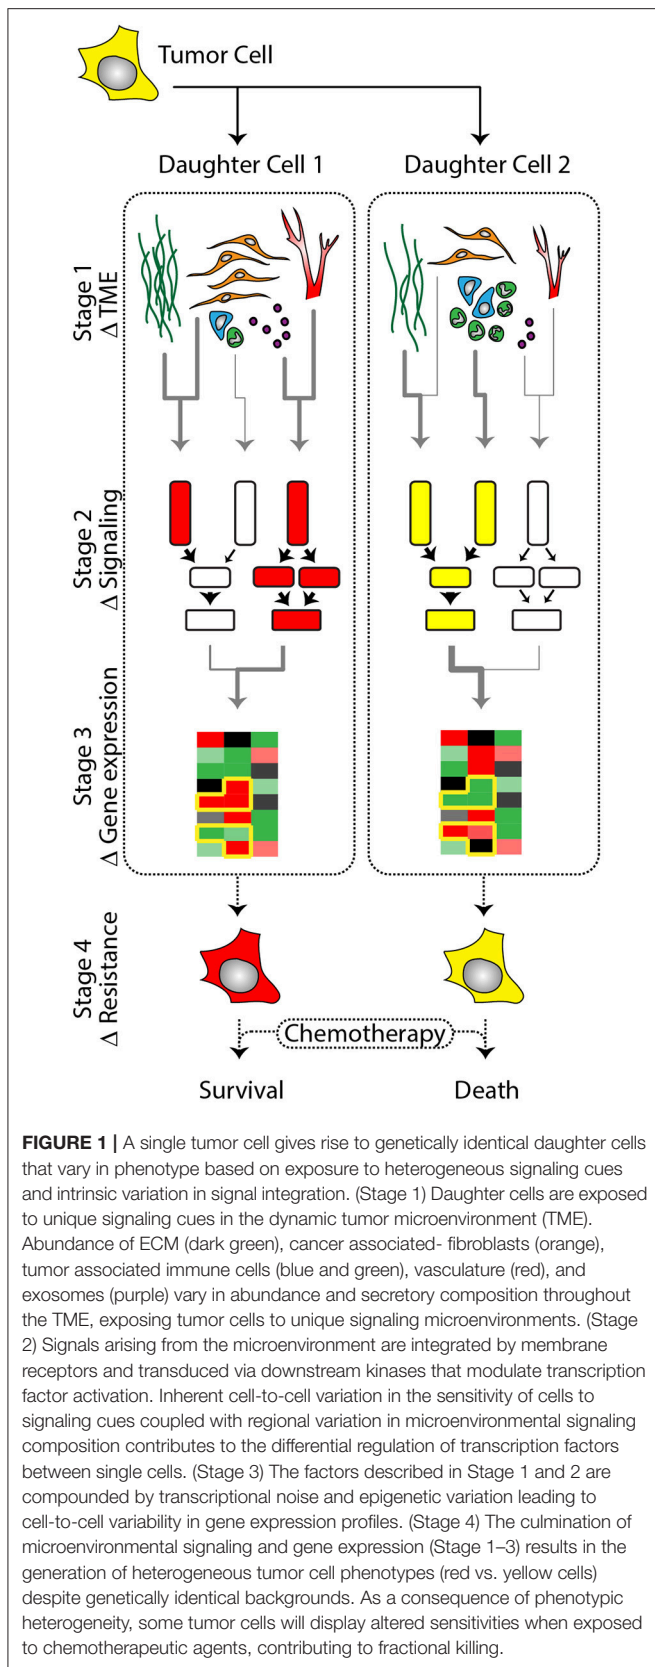 Tumor Cell
Daughter Cell 1
Daughter Cell 2
Stage 1
Δ TME
Stage 2
Δ Signaling
Stage 3
Δ Gene expression
Stage 4
Δ Resistance
Chemotherapy
Survival
Death
FIGURE 1 | A single tumor cell gives rise to genetically identical daughter cells
that vary in phenotype based on exposure to heterogeneous signaling cues
and intrinsic variation in signal integration. (Stage 1) Daughter cells are exposed
to unique signaling cues in the dynamic tumor microenvironment (TME).
Abundance of ECM (dark green), cancer associated- fibroblasts (orange),
tumor associated immune cells (blue and green), vasculature (red), and
exosomes (purple) vary in abundance and secretory composition throughout
the TME, exposing tumor cells to unique signaling microenvironments. (Stage
2) Signals arising from the microenvironment are integrated by membrane
receptors and transduced via downstream kinases that modulate transcription
factor activation. Inherent cell-to-cell variation in the sensitivity of cells to
signaling cues coupled with regional variation in microenvironmental signaling
composition contributes to the differential regulation of transcription factors
between single cells. (Stage 3) The factors described in Stage 1 and 2 are
compounded by transcriptional noise and epigenetic variation leading to
cell-to-cell variability in gene expression profiles. (Stage 4) The culmination of
microenvironmental signaling and gene expression (Stage 1–3) results in the
generation of heterogeneous tumor cell phenotypes (red vs. yellow cells)
despite genetically identical backgrounds. As a consequence of phenotypic
heterogeneity, some tumor cells will display altered sensitivities when exposed
to chemotherapeutic agents, contributing to fractional killing.